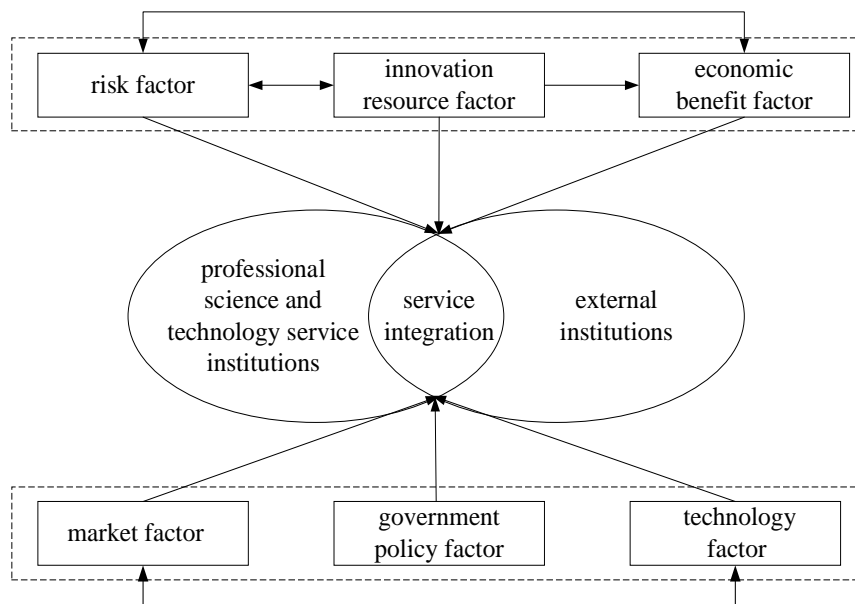 risk factor
innovation
resource factor
economic
benefit factor
professional
science and
technology service
institutions
service
integration
external
institutions
market factor
government
policy factor
technology
factor